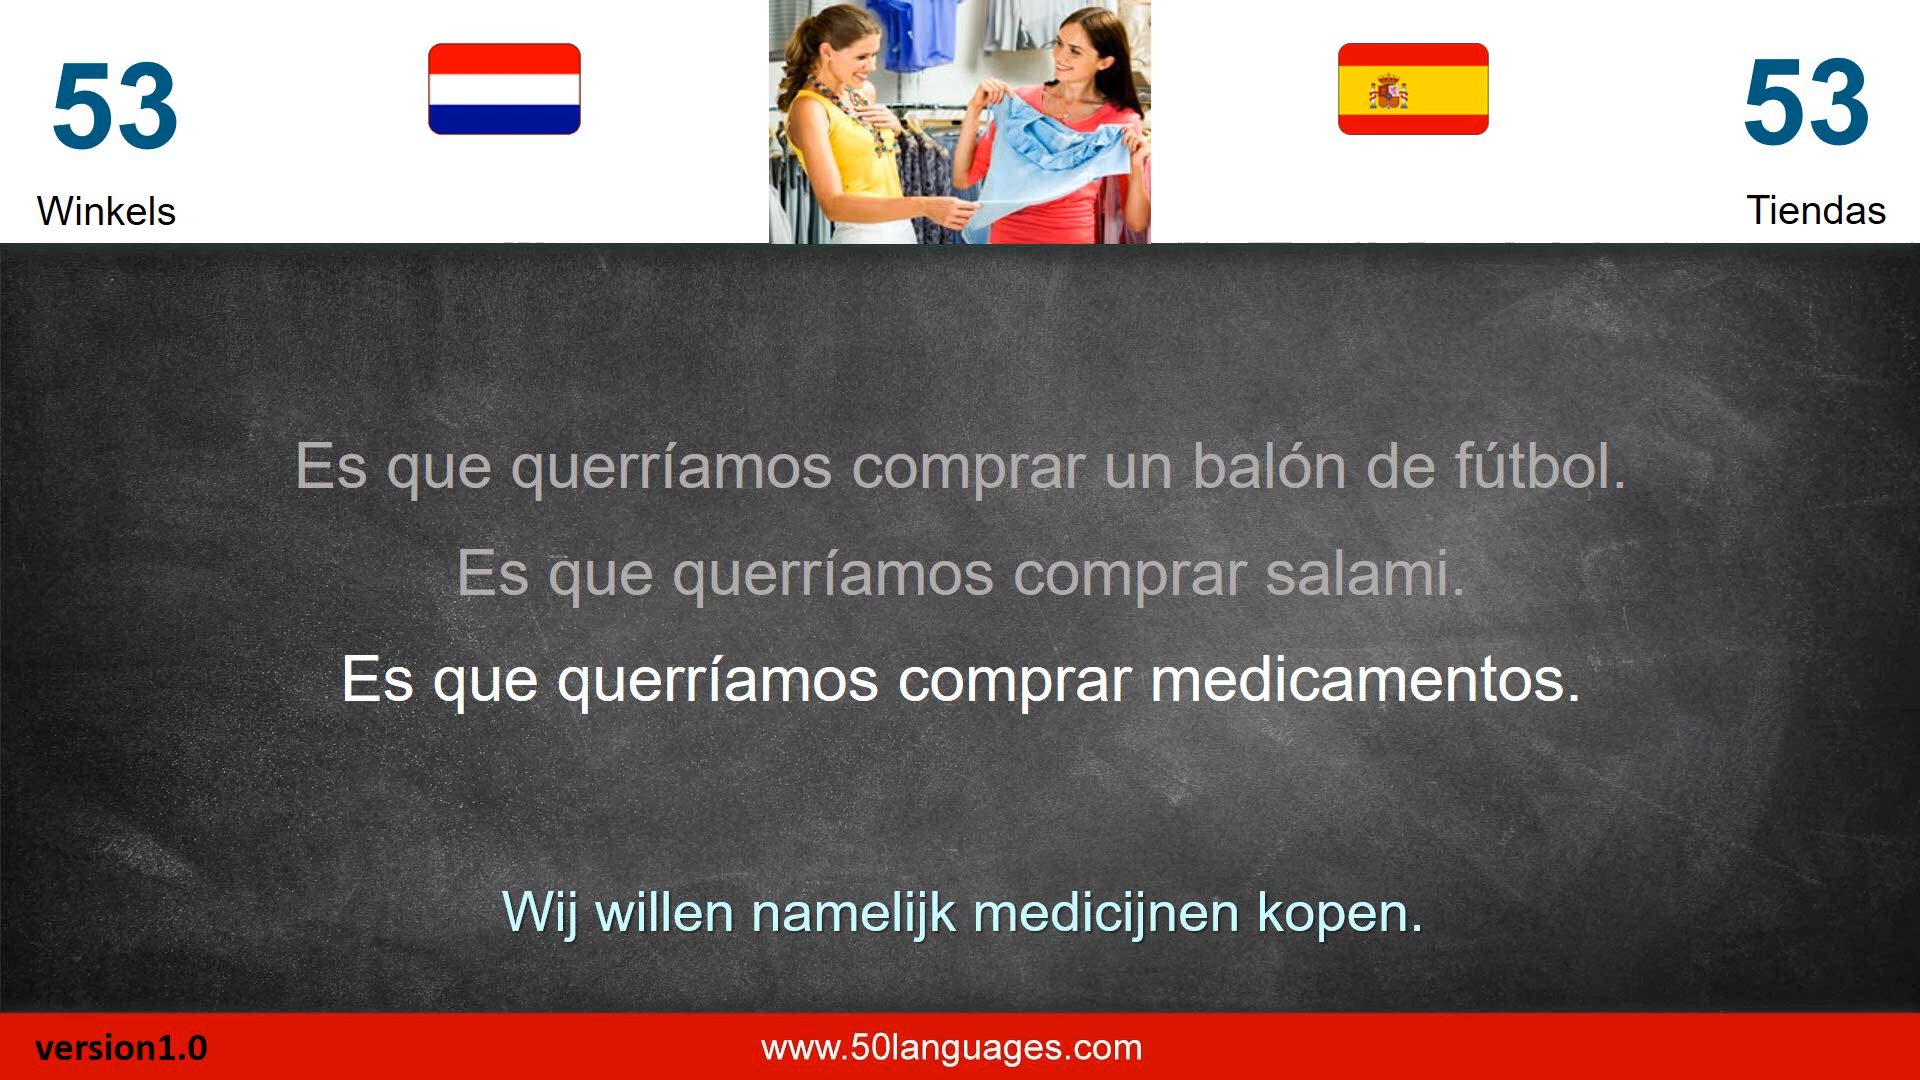 53
53
Winkels
Tiendas
Es que querríamos comprar un balón de fútbol.
Es que querríamos comprar salami.
Es que querríamos comprar medicamentos.
Wij willen namelijk medicijnen kopen.
version1.0
www.50languages.com